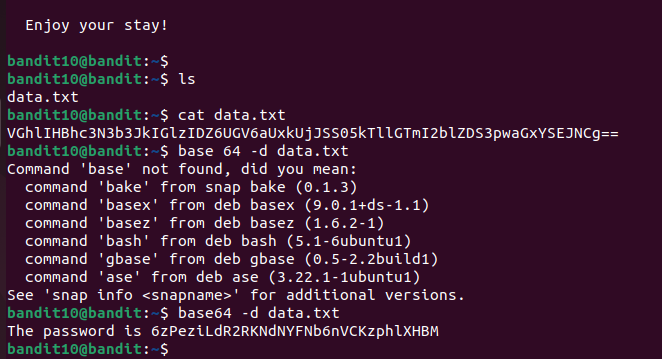 Enjoy your stay!
bandit10@bandit:~$
bandit10@bandit:~$ ls
data.txt
bandit10@bandit:~$ cat data.txt
VGhlIHBhc3N3b3JkIGlzIDZ6UGV6aUxkUjJSS05kTllGTmI2blZDS3pwaGxYSEJNCg==
bandit10@bandit:~$ base 64 -d data.txt
Command 'base' not found, did you mean:
command 'bake' from snap bake (0.1.3)
command 'basex' from deb basex (9.0.1+ds-1.1)
command 'basez' from deb basez (1.6.2-1)
command 'bash' from deb bash (5.1-6ubuntu1)
command 'gbase' from deb gbase (0.5-2.2build1)
command 'ase' from deb ase (3.22.1-1ubuntu1)
See 'snap info <snapname>' for additional versions.
bandit10@bandit:~$ base64 -d data.txt
The password is 6zPeziLdR2RKNdNYFNb6nVCKzphlXHBM
bandit10@bandit:~$